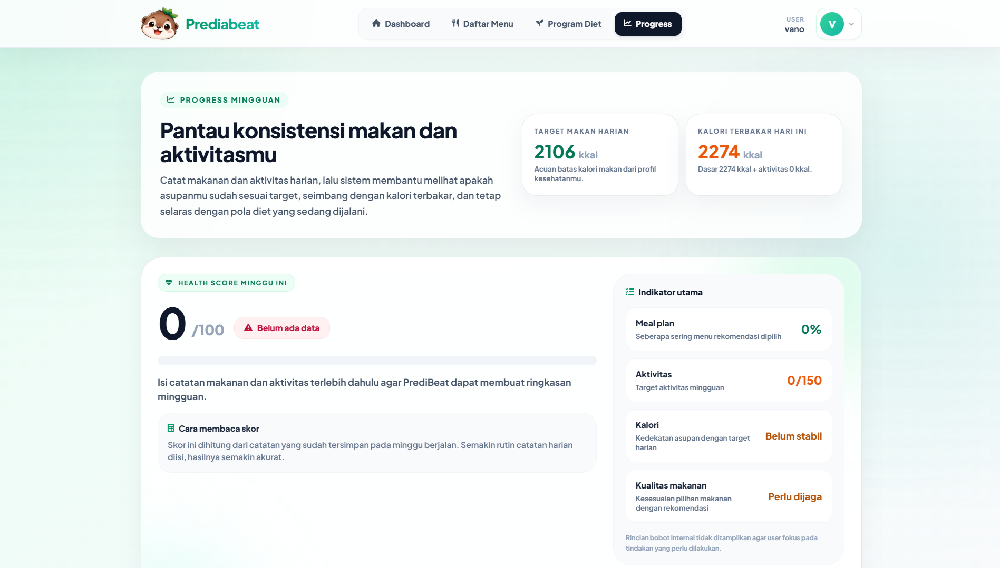 Prediabeat
Dashboard
Daftar Menu
Program Diet
Progress
USER
vano
V
PROGRESS MINGGUAN
Pantau konsistensi makan dan
aktivitasmu
Catat makanan dan aktivitas harian, lalu sistem membantu melihat apakah
asupanmu sudah sesuai target, seimbang dengan kalori terbakar, dan tetap
selaras dengan pola diet yang sedang dijalani.
TARGET MAKAN HARIAN
2106 kkal
Acuan batas kalori makan dari profil
kesehatanmu.
KALORI TERBAKAR HARI INI
2274 kkal
Dasar 2274 kkal + aktivitas 0 kkal.
HEALTH SCORE MINGGU INI
0 /100
Belum ada data
Isi catatan makanan dan aktivitas terlebih dahulu agar PrediBeat dapat membuat ringkasan
mingguan.
Cara membaca skor
Skor ini dihitung dari catatan yang sudah tersimpan pada minggu berjalan. Semakin rutin catatan harian
diisi, hasilnya semakin akurat.
Indikator utama
Meal plan
Seberapa sering menu rekomendasi dipilih
0%
Aktivitas
Target aktivitas mingguan
0/150
Kalori
Kedekatan asupan dengan target
harian
Belum stabil
Kualitas makanan
Kesesuaian pilihan makanan
dengan rekomendasi
Perlu dijaga
Rincian bobot internal tidak ditampilkan agar user fokus pada
tindakan yang perlu dilakukan.